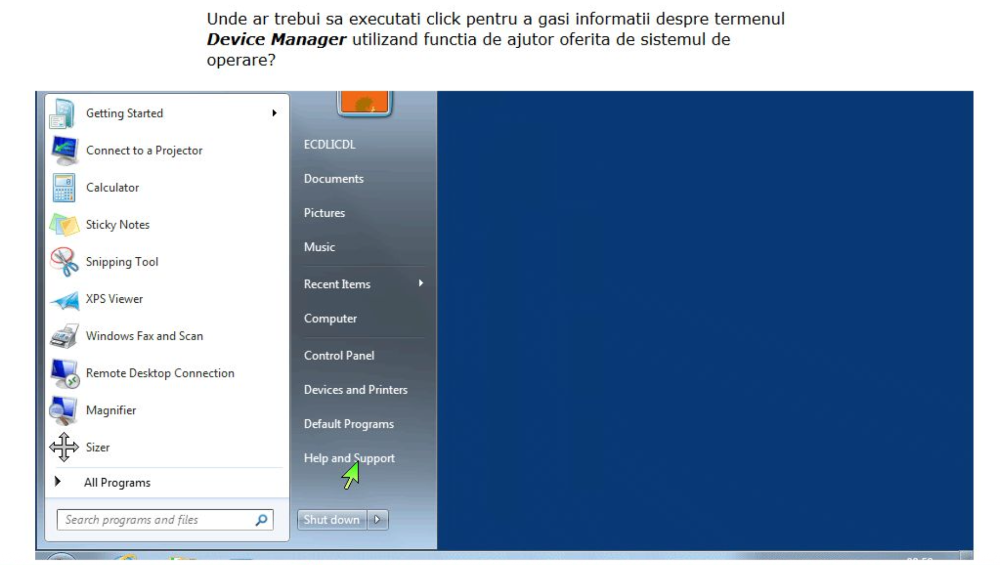 Unde ar trebui sa executati click pentru a gasi informatii despre termenul
Device Manager utilizand functia de ajutor oferita de sistemul de
operare?
Getting Started
Connect to a Projector
Calculator
Sticky Notes
Snipping Tool
XPS Viewer
Windows Fax and Scan
Remote Desktop Connection
Magnifier
Sizer
All Programs
Search programs and files
ECDLICDL
Documents
Pictures
Music
Recent Items
Computer
Control Panel
Devices and Printers
Default Programs
Help and Support
Shut down